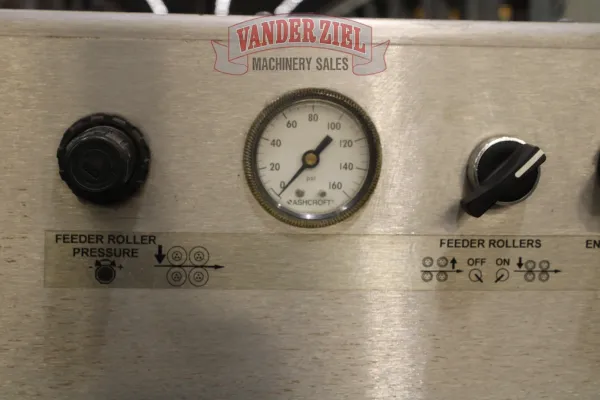 VANDER ZIEL
MACHINERY SALES
0 20 40 60 80 100 120 140 160
psi
ASHCROFT
FEEDER ROLLER
PRESSURE
- +
FEEDER ROLLERS
OFF ON
EN